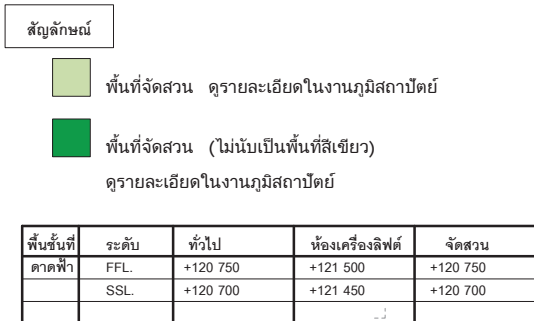 สัญลักษณ์
พื้นที่จัดสวน ดูรายละเอียดในงานภูมิสถาปัตย์
พื้นที่จัดสวน (ไม่นับเป็นพื้นที่สีเขียว)
ดูรายละเอียดในงานภูมิสถาปัตย์
พื้นชั้นที่ ระดับ ทั่วไป ห้องเครื่องลิฟต์ จัดสวน
ดาดฟ้า FFL. +120 750 +121 500 +120 750
SSL. +120 700 +121 450 +120 700